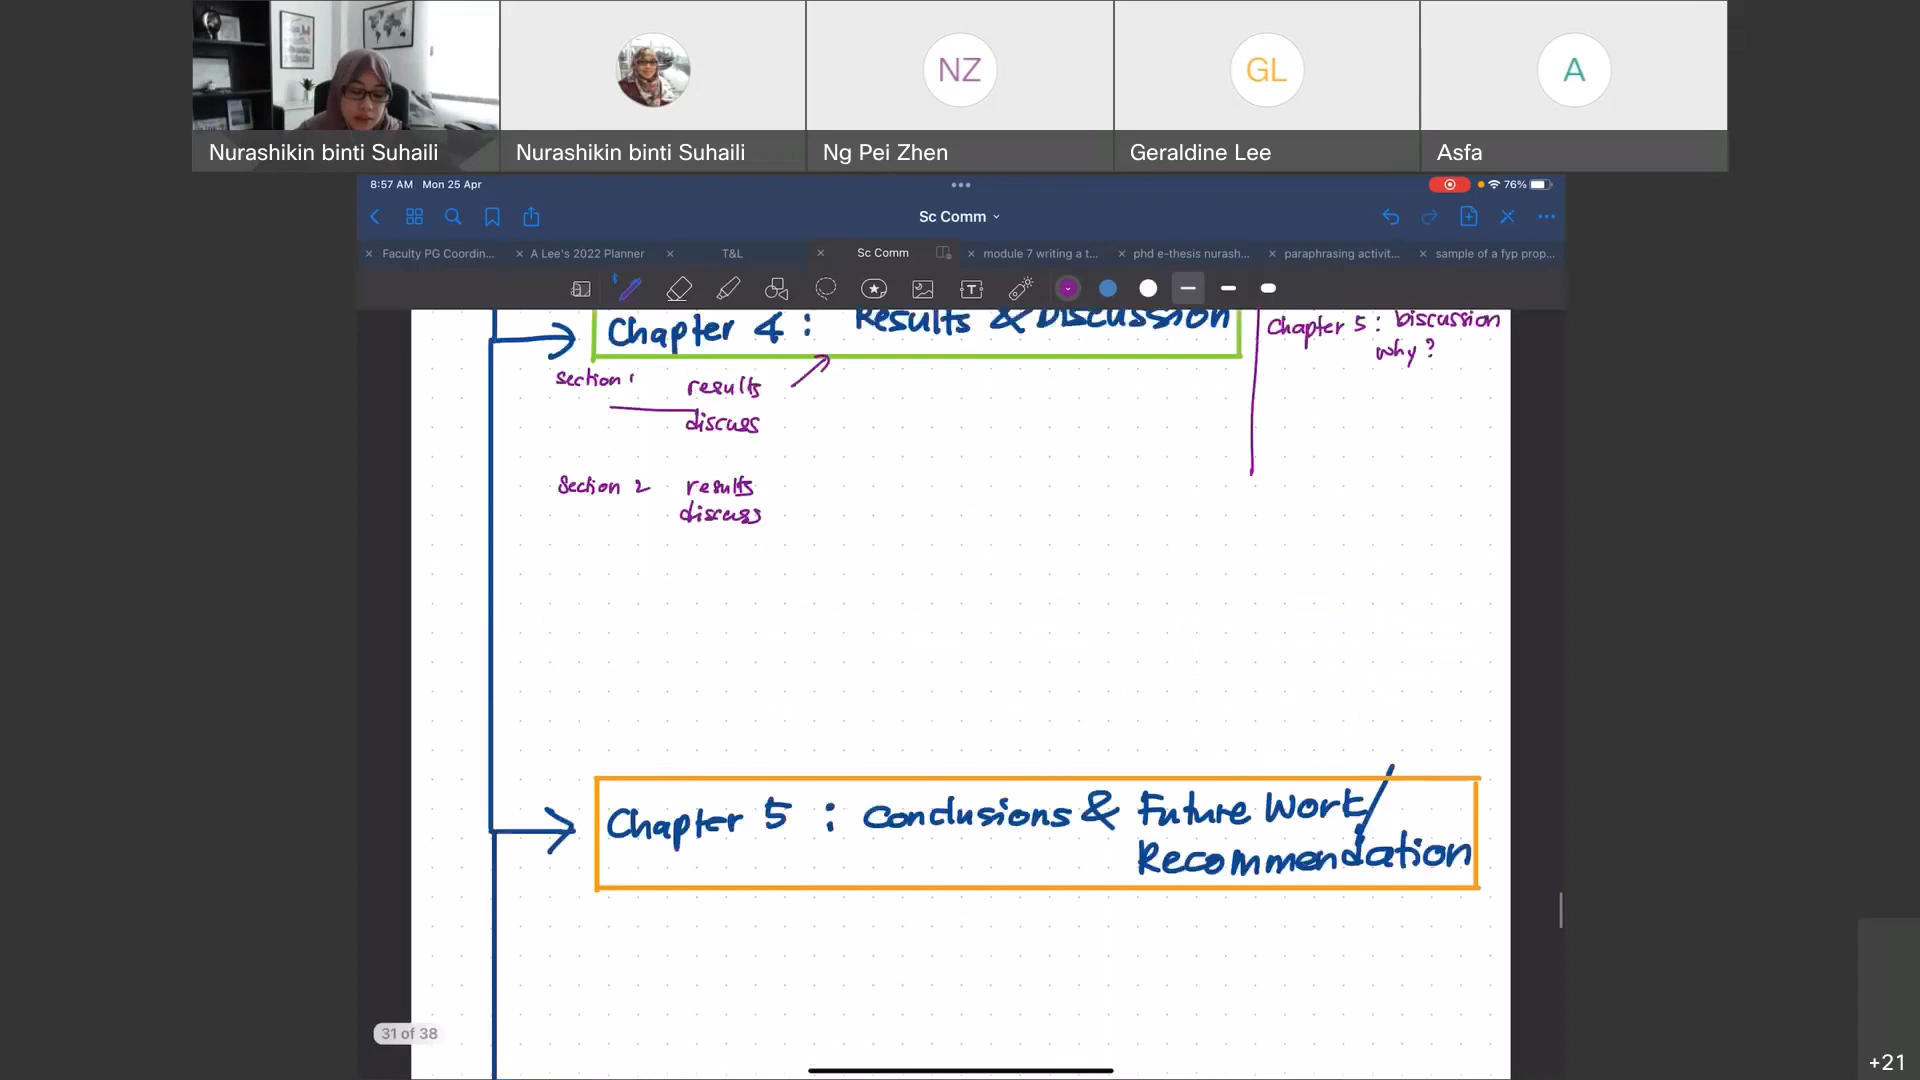 NZ
GL
A
Nurashikin binti Suhaili
Nurashikin binti Suhaili
Ng Pei Zhen
Geraldine Lee
Asfa
8:57 AM Mon 25 Apr
76%
Sc Comm
Faculty PG Coordin...
A Lee's 2022 Planner
T&L
Sc Comm
module 7 writing a t...
phd e-thesis nurash...
paraphrasing activit...
sample of a fyp prop...
Chapter 4 : Results & Discussion
Chapter 5 : Discussion
why ?
Section 1 results
discuss
Section 2 results
discuss
Chapter 5 : Conclusions & Future Work/
Recommendation
31 of 38
+21